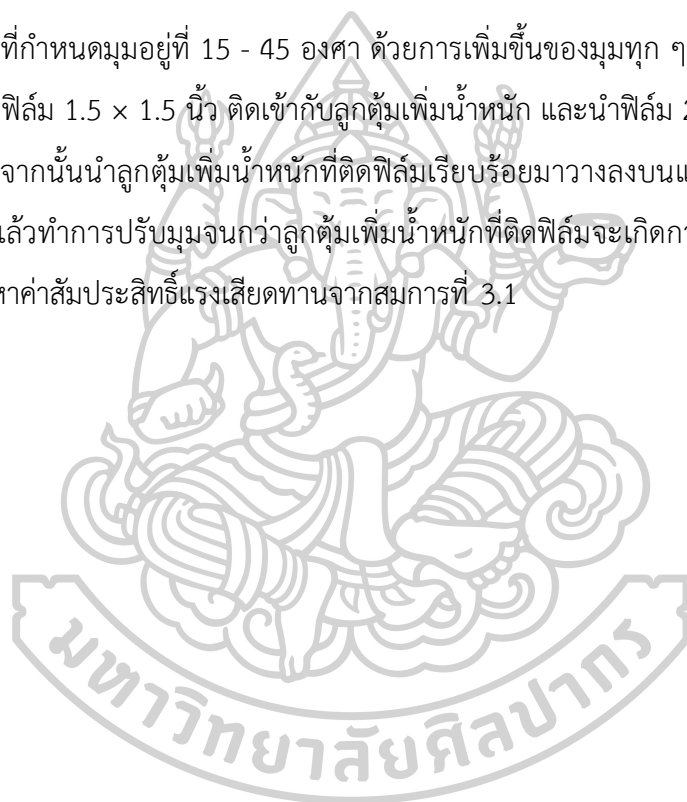 ที่กำหนดมุมอยู่ที่ 15 - 45 องศา ด้วยการเพิ่มขึ้นของมุมทุก ๆ
ฟิล์ม 1.5 × 1.5 นิ้ว ติดเข้ากับลูกตุ้มเพิ่มน้ำหนัก และนำฟิล์ม 2
จากนั้นนำลูกตุ้มเพิ่มน้ำหนักที่ติดฟิล์มเรียบร้อยมาวางลงบนแ
แล้วทำการปรับมุมจนกว่าลูกตุ้มเพิ่มน้ำหนักที่ติดฟิล์มจะเกิดกา
หาค่าสัมประสิทธิ์แรงเสียดทานจากสมการที่ 3.1
มหาวิทยาลัยศิลปากร